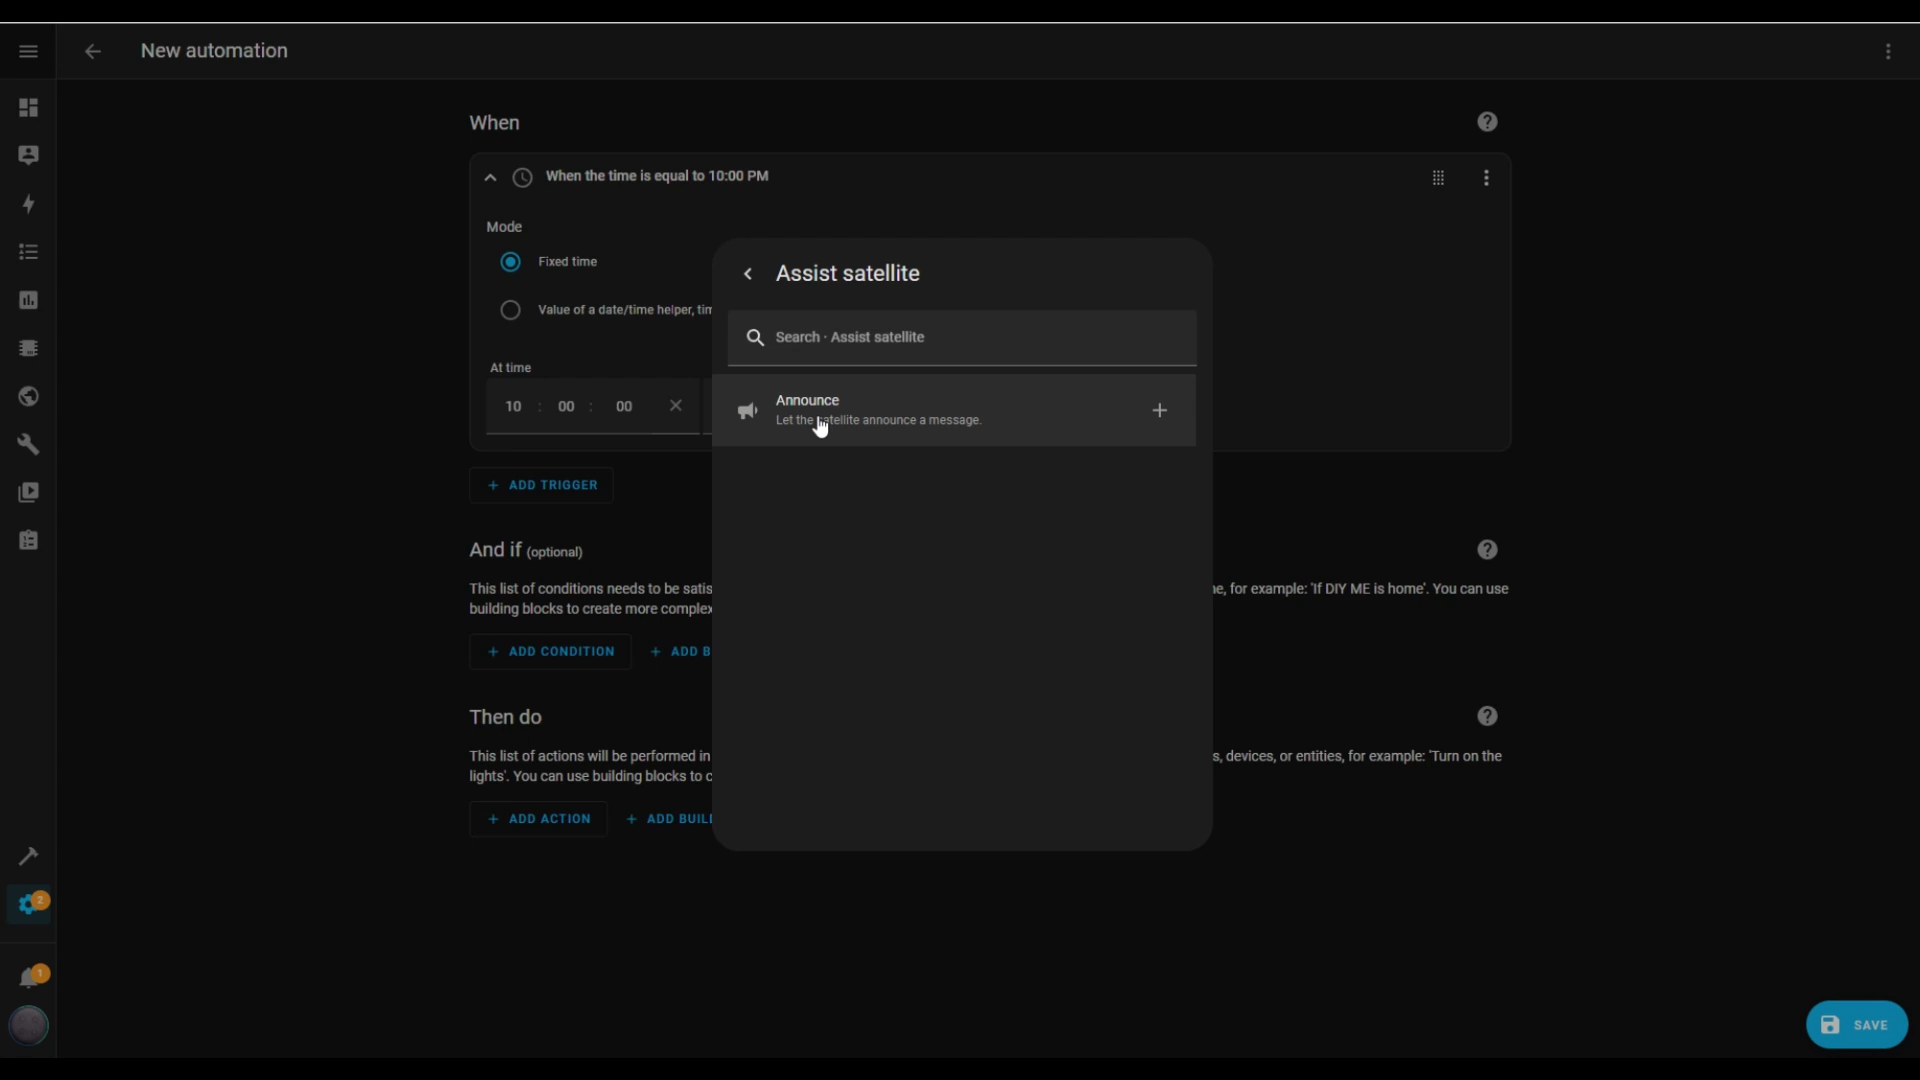 New automation
When
When the time is equal to 10:00 PM
Mode
Fixed time
Value of a date/time helper,
At time
10 : 00 : 00
+ ADD TRIGGER
Assist satellite
Search · Assist satellite
Announce
Let the satellite announce a message.
And if (optional)
This list of conditions needs to be
for example: 'If DIY ME is home'. You can use
building blocks to create more
+ ADD CONDITION
+ ADD
Then do
This list of actions will be performed in
devices, or entities, for example: 'Turn on the
lights'. You can use building blocks to
+ ADD ACTION
+ ADD
2
1
SAVE